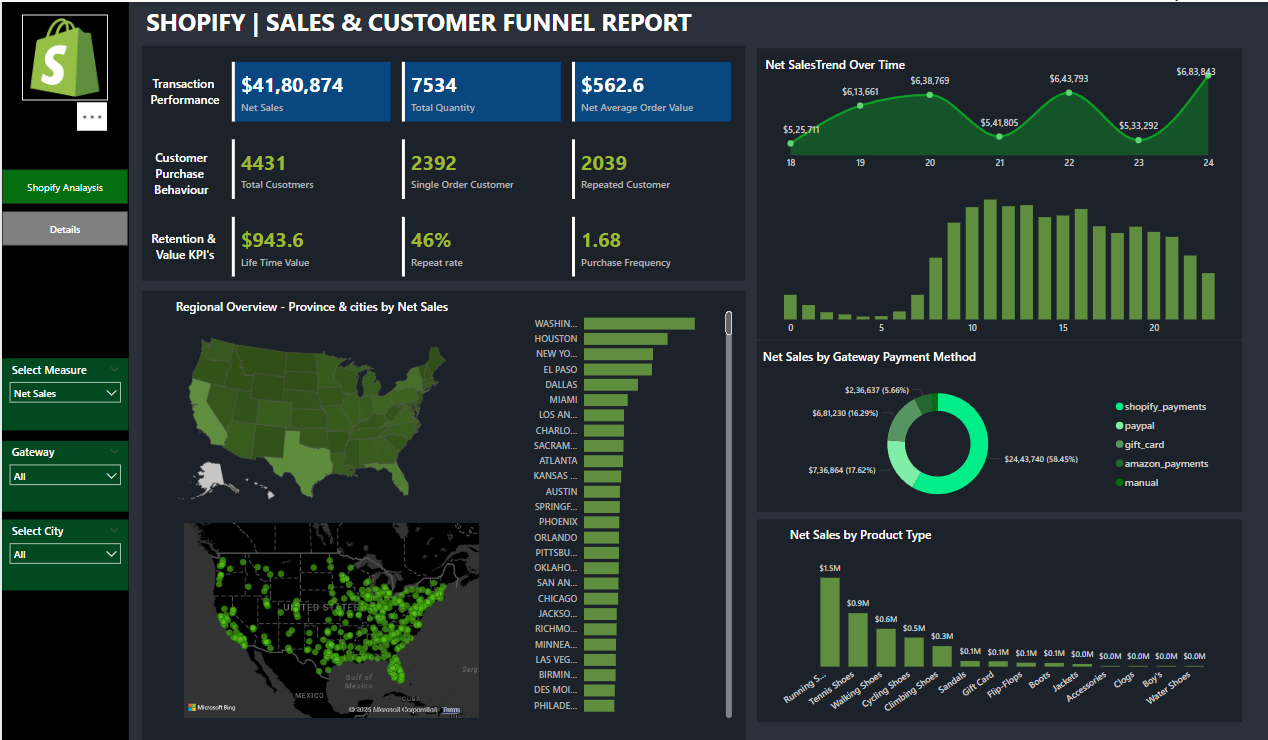 SHOPIFY | SALES & CUSTOMER FUNNEL REPORT
S
...
Shopify Analaysis
Details
Select Measure
Net Sales
Gateway
All
Select City
All
Transaction
Performance
$41,80,874
Net Sales
7534
Total Quantity
$562.6
Net Average Order Value
Customer
Purchase
Behaviour
4431
Total Cusotmers
2392
Single Order Customer
2039
Repeated Customer
Retention &
Value KPI's
$943.6
Life Time Value
46%
Repeat rate
1.68
Purchase Frequency
Regional Overview - Province & cities by Net Sales
WASHIN...
HOUSTON
NEW YO...
EL PASO
DALLAS
MIAMI
LOS AN...
CHARLO...
SACRAM...
ATLANTA
KANSAS ...
AUSTIN
SPRINGF...
PHOENIX
ORLANDO
PITTSBU...
OKLAHO...
SAN AN...
CHICAGO
JACKSO...
RICHMO...
MINNEA...
LAS VEG...
BIRMIN...
DES MOI...
PHILADE...
UNITED STATES
MEXICO
Gulf of
Mexico
CUBA
Sarg
Microsoft Bing
© 2025 Microsoft Corporation Terms
Net SalesTrend Over Time
$5,25,711
$6,13,661
$6,38,769
$5,41,805
$6,43,793
$5,33,292
$6,83,843
18 19 20 21 22 23 24
0 5 10 15 20
Net Sales by Gateway Payment Method
$2,36,637 (5.66%)
$6,81,230 (16.29%)
$7,36,864 (17.62%)
$24,43,740 (58.45%)
shopify_payments
paypal
gift_card
amazon_payments
manual
Net Sales by Product Type
$1.5M $0.9M $0.6M $0.5M $0.3M $0.1M $0.1M $0.1M $0.1M $0.0M $0.0M $0.0M $0.0M $0.0M
Running S...
Tennis Shoes
Walking Shoes
Cycling Shoes
Climbing Shoes
Sandals
Gift Card
Flip-Flops
Boots
Jackets
Accessories
Clogs
Boy's
Water Shoes